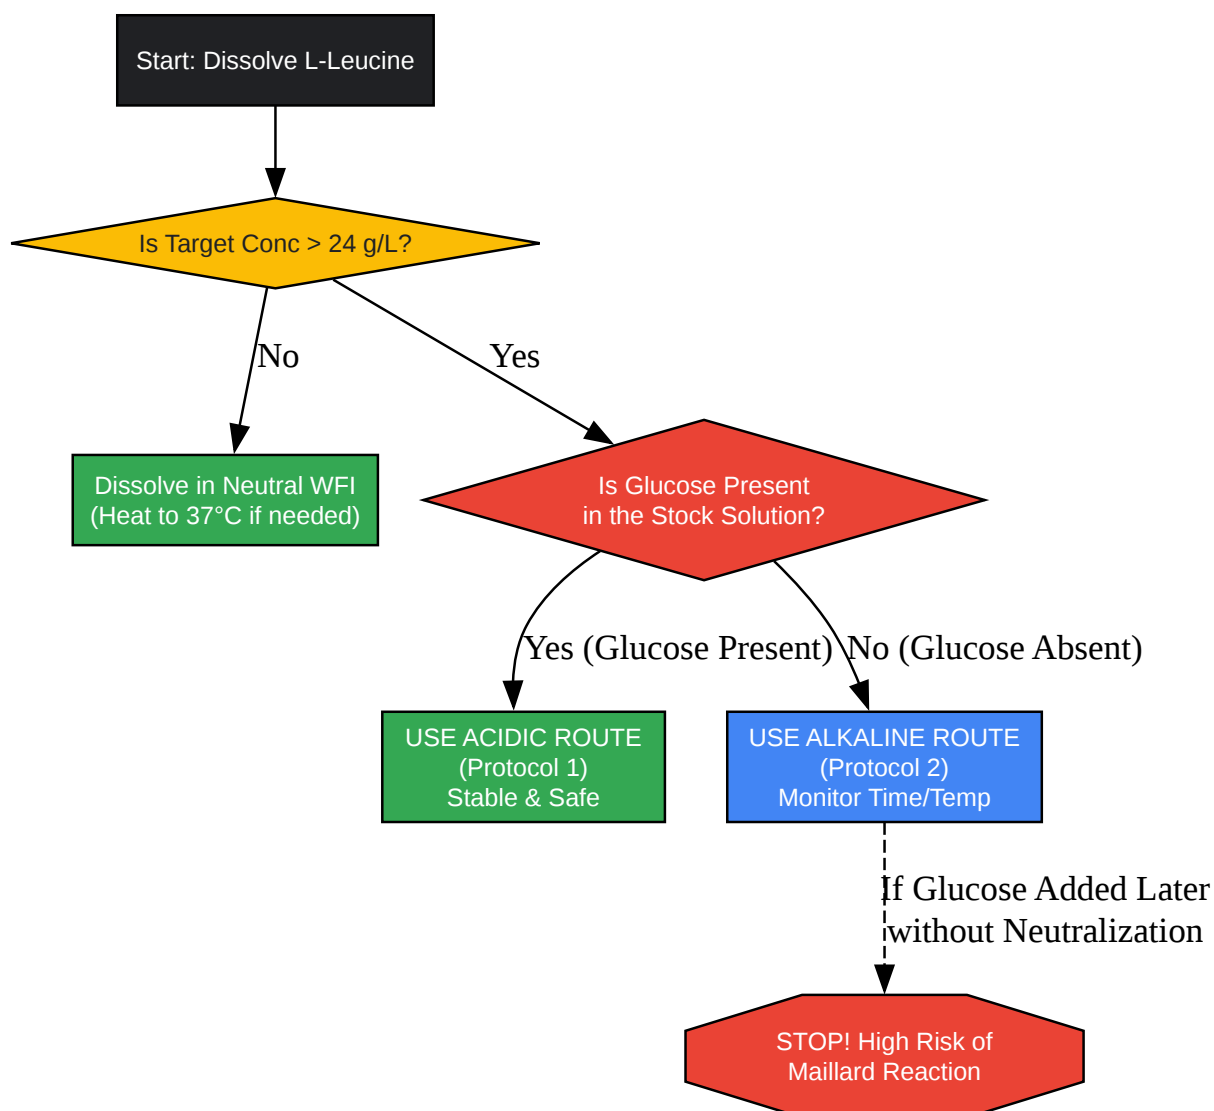 Start: Dissolve L-Leucine
Is Target Conc > 24 g/L?
No
Yes
Dissolve in Neutral WFI
(Heat to 37°C if needed)
Is Glucose Present
in the Stock Solution?
Yes (Glucose Present)
No (Glucose Absent)
USE ACIDIC ROUTE
(Protocol 1)
Stable & Safe
USE ALKALINE ROUTE
(Protocol 2)
Monitor Time/Temp
If Glucose Added Later
without Neutralization
STOP! High Risk of
Maillard Reaction